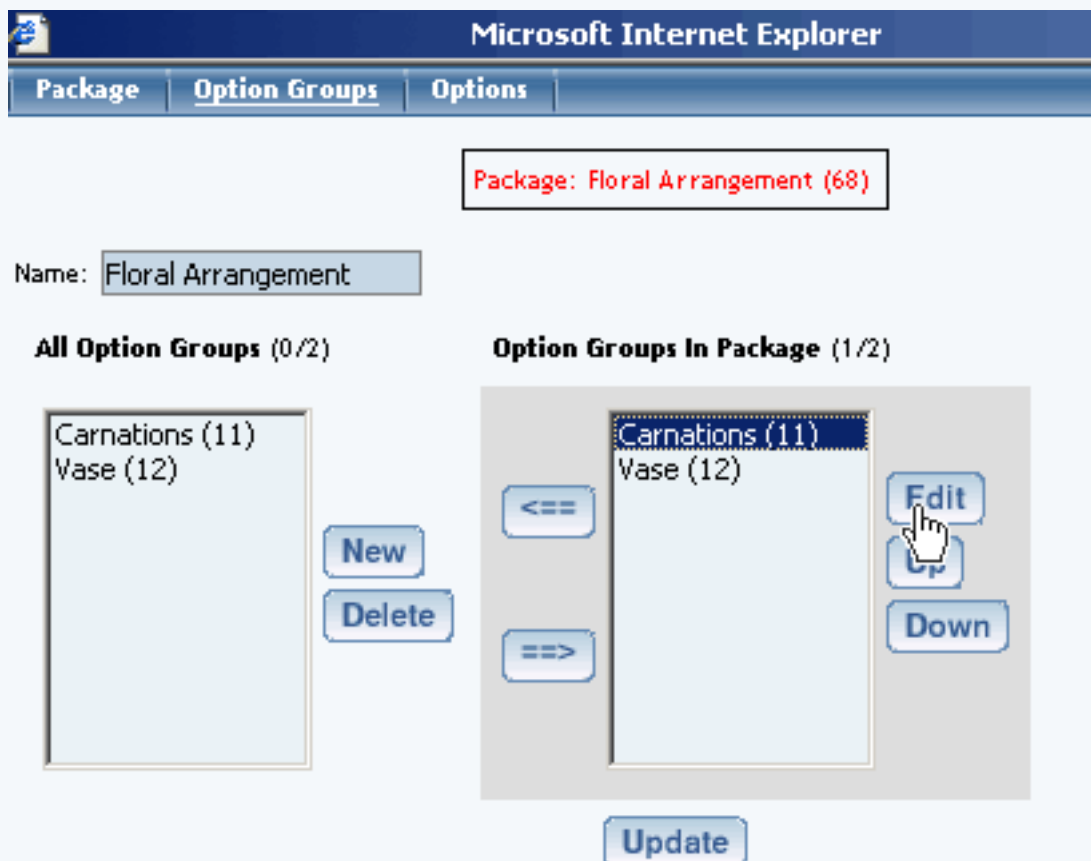 Microsoft Internet Explorer
Package Option Groups Options
Package: Floral Arrangement (68)
Name: Floral Arrangement
All Option Groups (0/2) Option Groups In Package (1/2)
Carnations (11) Carnations (11)
Vase (12) Vase (12)
<== Edit
New Up
Delete Down
==>
Update